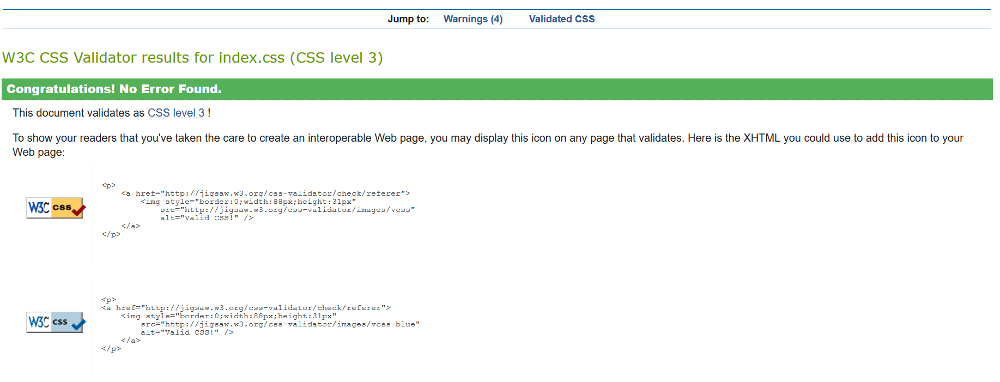 Jump to: Warnings (4) Validated CSS
W3C CSS Validator results for index.css (CSS level 3)
Congratulations! No Error Found.
This document validates as CSS level 3 !
To show your readers that you've taken the care to create an interoperable Web page, you may display this icon on any page that validates. Here is the XHTML you could use to add this icon to your
Web page:
W3C css
<p>
    <a href="http://jigsaw.w3.org/css-validator/check/referer">
        <img style="border:0;width:88px;height:31px"
            src="http://jigsaw.w3.org/css-validator/images/vcss"
            alt="Valid CSS!" />
    </a>
</p>
W3C css
<p>
<a href="http://jigsaw.w3.org/css-validator/check/referer">
    <img style="border:0;width:88px;height:31px"
        src="http://jigsaw.w3.org/css-validator/images/vcss-blue"
        alt="Valid CSS!" />
    </a>
</p>